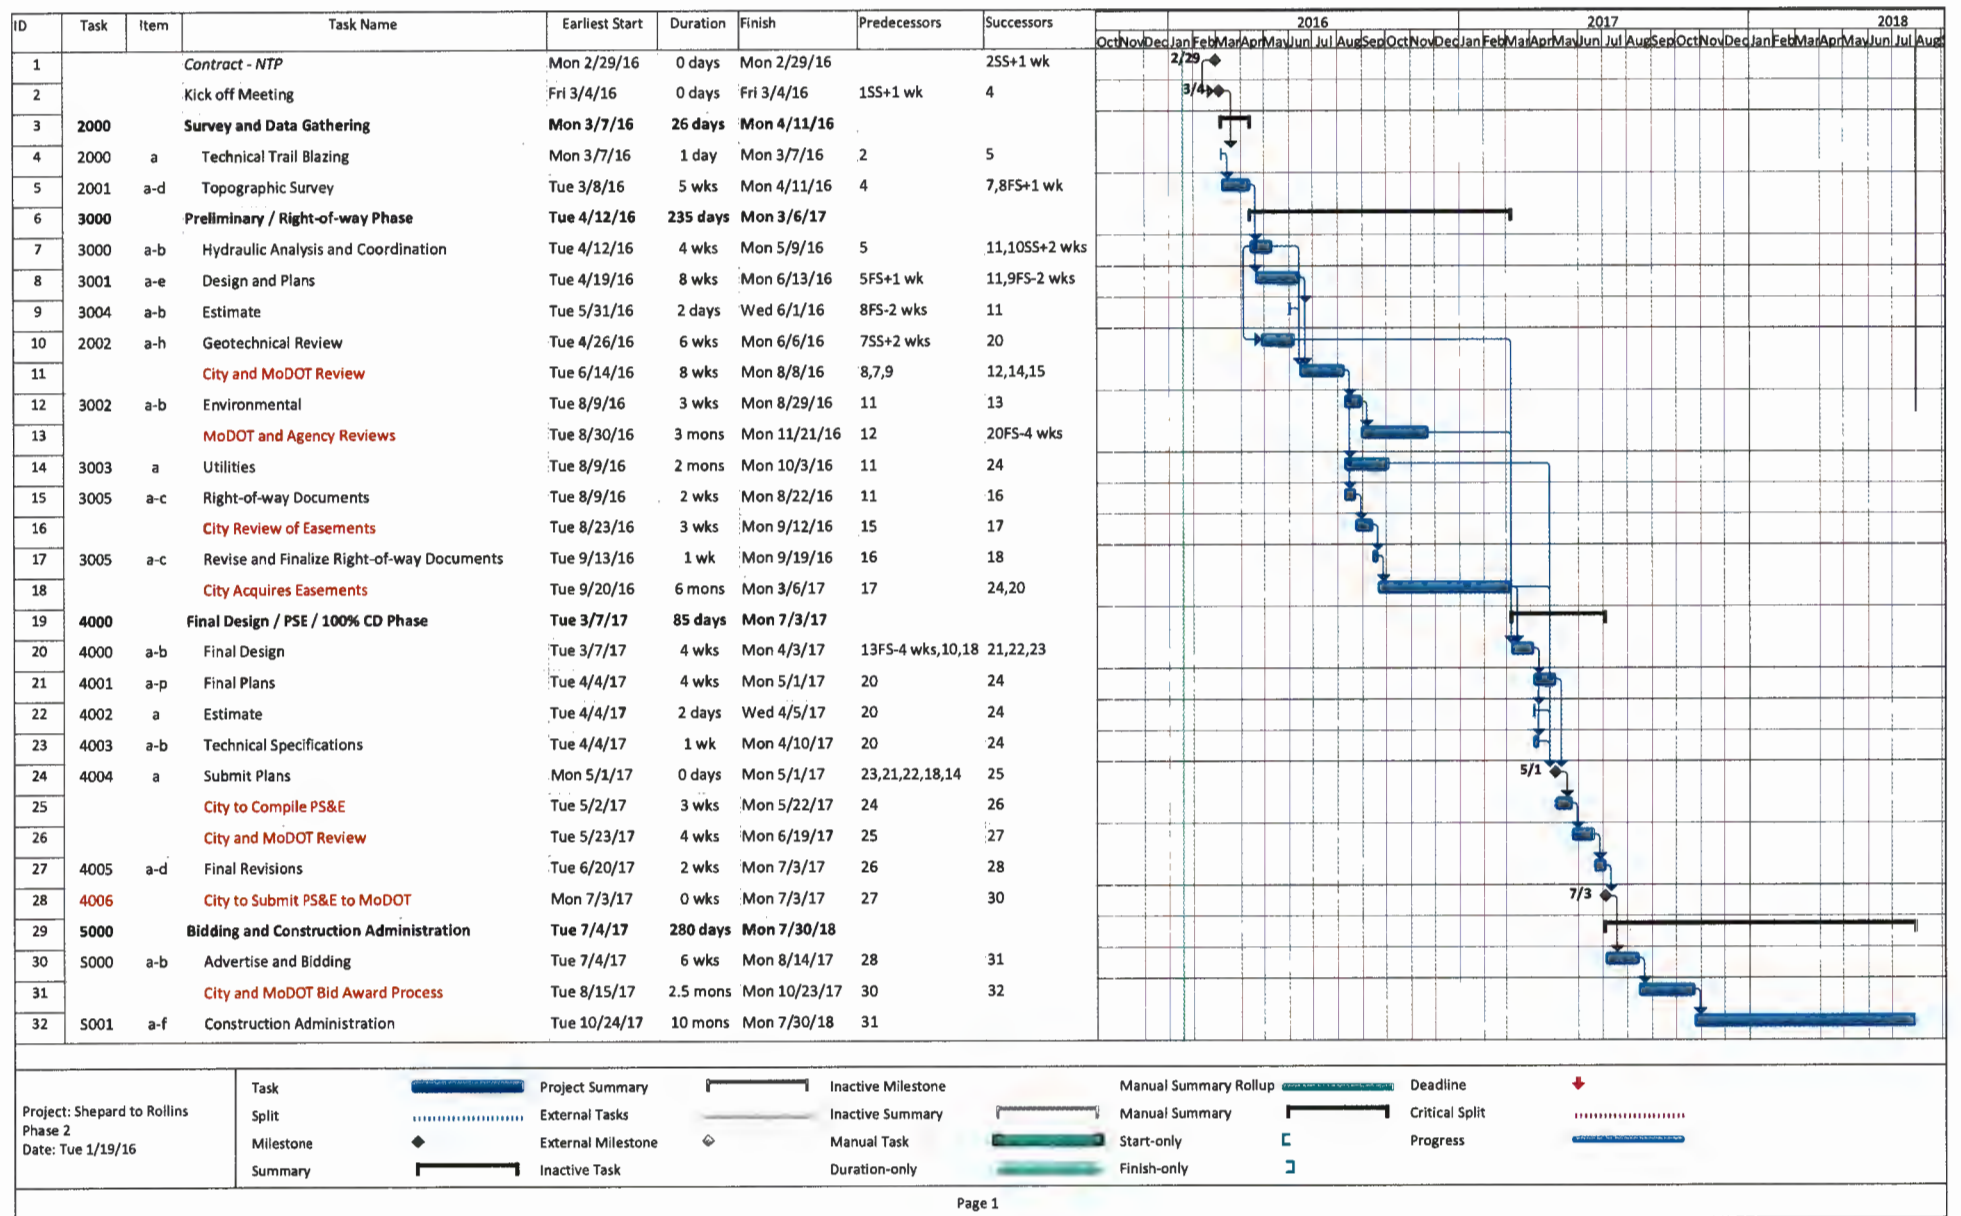 ID Task Item Task Name Earliest Start Duration Finish Predecessors Successors 2016 2017 2018
Oct Nov Dec Jan Feb Mar Apr May Jun Jul Aug Sep Oct Nov Dec Jan Feb Mar Apr May Jun Jul Aug Sep Oct Nov Dec Jan Feb Mar Apr May Jun Jul Aug
1 Contract - NTP Mon 2/29/16 0 days Mon 2/29/16 2SS+1 wk 2/29
2 Kick off Meeting Fri 3/4/16 0 days Fri 3/4/16 1SS+1 wk 4 3/4
3 2000 Survey and Data Gathering Mon 3/7/16 26 days Mon 4/11/16
4 2000 a Technical Trail Blazing Mon 3/7/16 1 day Mon 3/7/16 2 5
5 2001 a-d Topographic Survey Tue 3/8/16 5 wks Mon 4/11/16 4 7,8FS+1 wk
6 3000 Preliminary / Right-of-way Phase Tue 4/12/16 235 days Mon 3/6/17
7 3000 a-b Hydraulic Analysis and Coordination Tue 4/12/16 4 wks Mon 5/9/16 5 11,10SS+2 wks
8 3001 a-e Design and Plans Tue 4/19/16 8 wks Mon 6/13/16 5FS+1 wk 11,9FS-2 wks
9 3004 a-b Estimate Tue 5/31/16 2 days Wed 6/1/16 8FS-2 wks 11
10 2002 a-h Geotechnical Review Tue 4/26/16 6 wks Mon 6/6/16 7SS+2 wks 20
11 City and MoDOT Review Tue 6/14/16 8 wks Mon 8/8/16 8,7,9 12,14,15
12 3002 a-b Environmental Tue 8/9/16 3 wks Mon 8/29/16 11 13
13 MoDOT and Agency Reviews Tue 8/30/16 3 mons Mon 11/21/16 12 20FS-4 wks
14 3003 a Utilities Tue 8/9/16 2 mons Mon 10/3/16 11 24
15 3005 a-c Right-of-way Documents Tue 8/9/16 2 wks Mon 8/22/16 11 16
16 City Review of Easements Tue 8/23/16 3 wks Mon 9/12/16 15 17
17 3005 a-c Revise and Finalize Right-of-way Documents Tue 9/13/16 1 wk Mon 9/19/16 16 18
18 City Acquires Easements Tue 9/20/16 6 mons Mon 3/6/17 17 24,20
19 4000 Final Design / PSE / 100% CD Phase Tue 3/7/17 85 days Mon 7/3/17
20 4000 a-b Final Design Tue 3/7/17 4 wks Mon 4/3/17 13FS-4 wks,10,18 21,22,23
21 4001 a-p Final Plans Tue 4/4/17 4 wks Mon 5/1/17 20 24
22 4002 a Estimate Tue 4/4/17 2 days Wed 4/5/17 20 24
23 4003 a-b Technical Specifications Tue 4/4/17 1 wk Mon 4/10/17 20 24
24 4004 a Submit Plans Mon 5/1/17 0 days Mon 5/1/17 23,21,22,18,14 25 5/1
25 City to Compile PS&E Tue 5/2/17 3 wks Mon 5/22/17 24 26
26 City and MoDOT Review Tue 5/23/17 4 wks Mon 6/19/17 25 27
27 4005 a-d Final Revisions Tue 6/20/17 2 wks Mon 7/3/17 26 28
28 4006 City to Submit PS&E to MoDOT Mon 7/3/17 0 wks Mon 7/3/17 27 30 7/3
29 5000 Bidding and Construction Administration Tue 7/4/17 280 days Mon 7/30/18
30 5000 a-b Advertise and Bidding Tue 7/4/17 6 wks Mon 8/14/17 28 31
31 City and MoDOT Bid Award Process Tue 8/15/17 2.5 mons Mon 10/23/17 30 32
32 5001 a-f Construction Administration Tue 10/24/17 10 mons Mon 7/30/18 31
Project: Shepard to Rollins
Phase 2
Date: Tue 1/19/16
Task Project Summary Inactive Milestone Manual Summary Rollup Deadline
Split External Tasks Inactive Summary Manual Summary Critical Split
Milestone External Milestone Manual Task Start-only Progress
Summary Inactive Task Duration-only Finish-only
Page 1